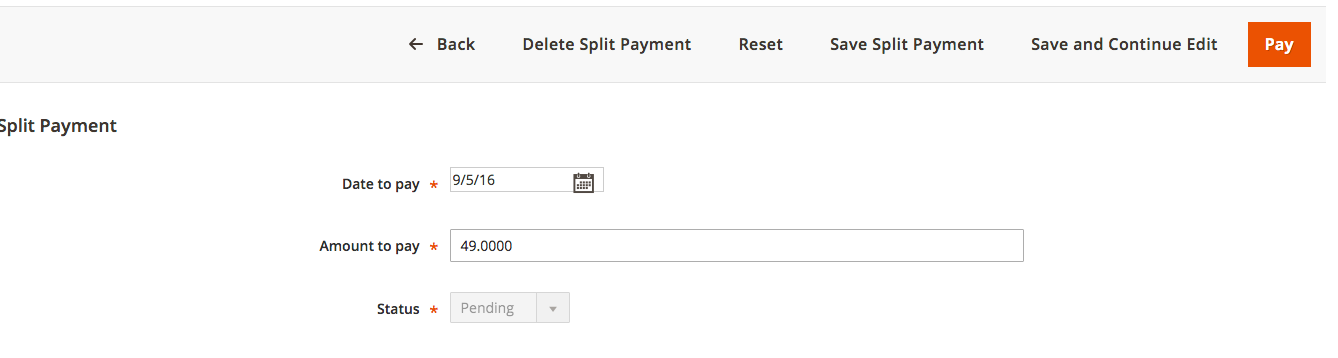 ← Back Delete Split Payment Reset Save Split Payment Save and Continue Edit Pay
Split Payment
Date to pay * 9/5/16
Amount to pay * 49.0000
Status * Pending